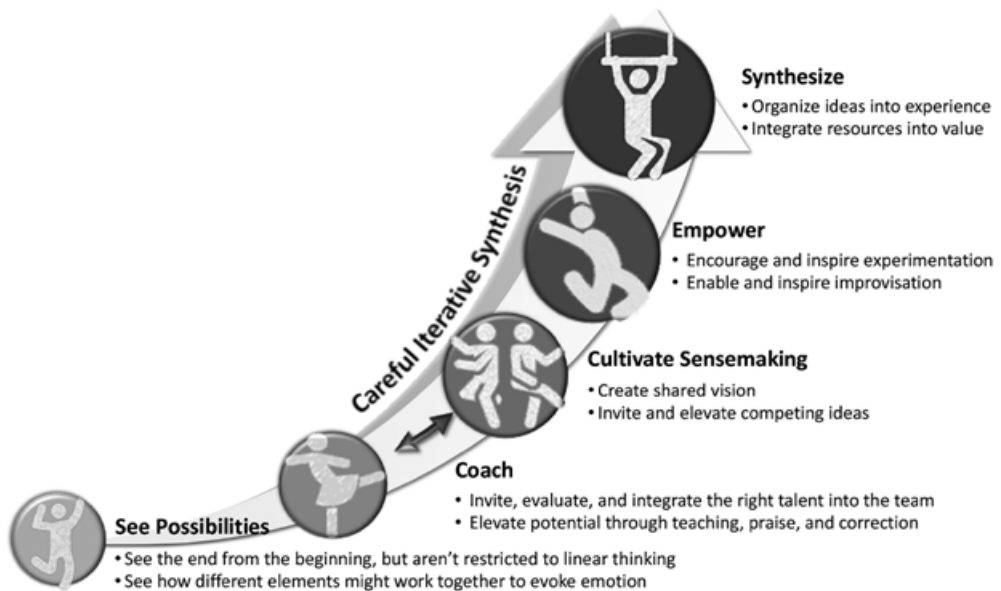 Synthesize
• Organize ideas into experience
• Integrate resources into value
Empower
• Encourage and inspire experimentation
• Enable and inspire improvisation
Careful Iterative Synthesis
Cultivate Sensemaking
• Create shared vision
• Invite and elevate competing ideas
Coach
• Invite, evaluate, and integrate the right talent into the team
• Elevate potential through teaching, praise, and correction
See Possibilities
• See the end from the beginning, but aren't restricted to linear thinking
• See how different elements might work together to evoke emotion